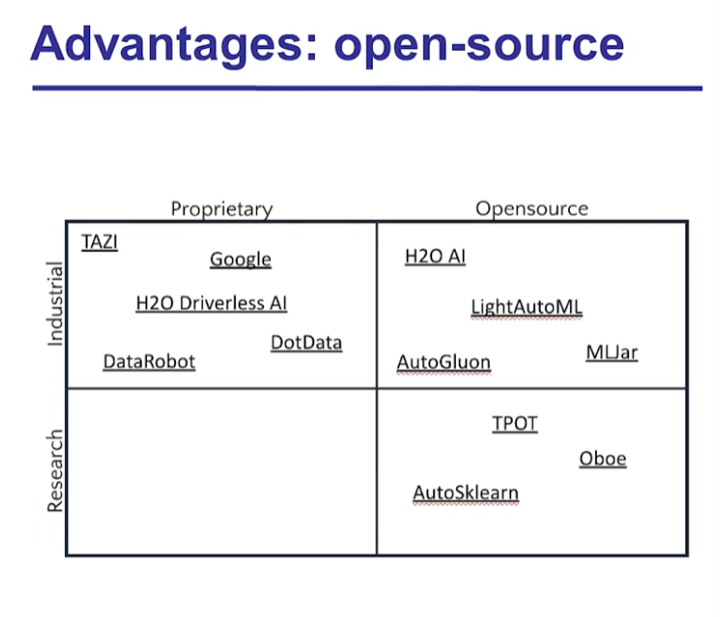 Advantages: open-source
Proprietary
Opensource
Industrial
TAZI
Google
H2O Driverless AI
DotData
DataRobot
H2O AI
LightAutoML
MLJar
AutoGluon
Research
TPOT
Oboe
AutoSklearn